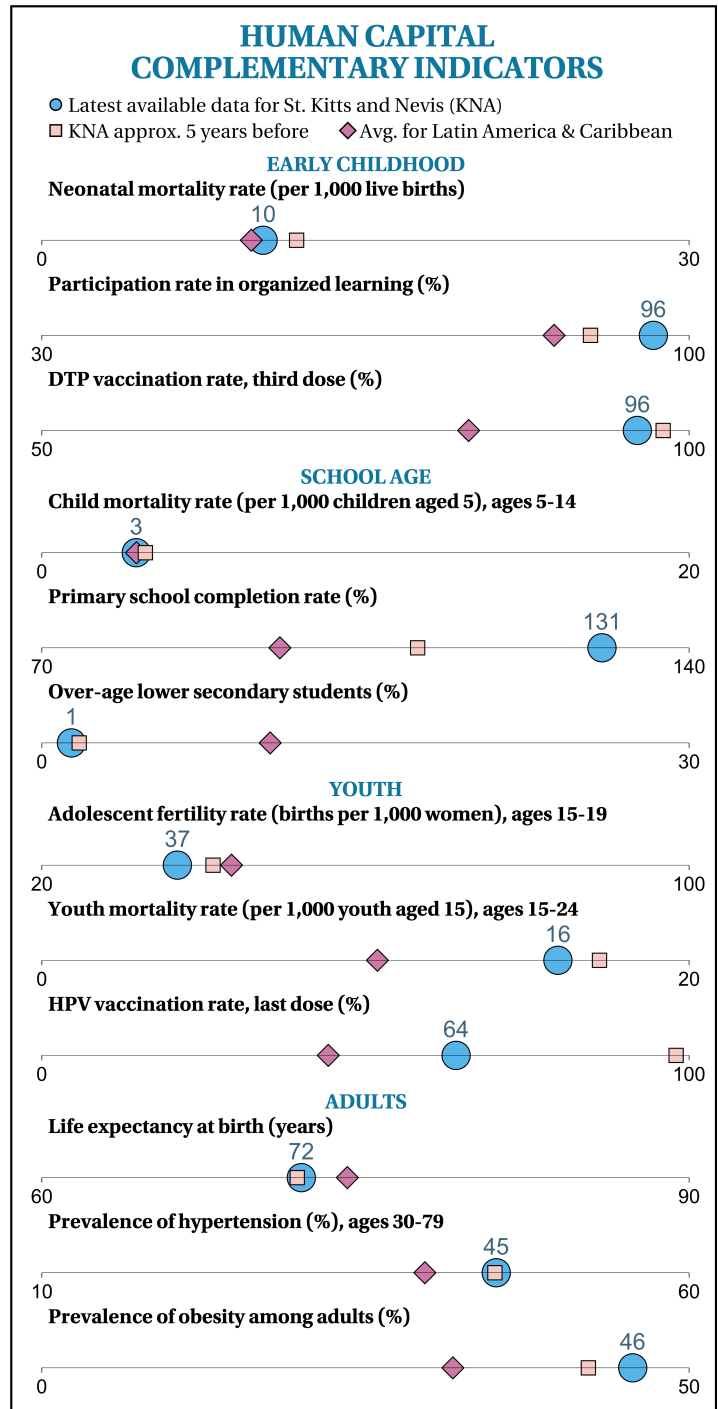 HUMAN CAPITAL
COMPLEMENTARY INDICATORS
Latest available data for St. Kitts and Nevis (KNA)
KNA approx. 5 years before Avg. for Latin America & Caribbean
EARLY CHILDHOOD
Neonatal mortality rate (per 1,000 live births)
10
0 30
Participation rate in organized learning (%)
96
30 100
DTP vaccination rate, third dose (%)
96
50 100
SCHOOL AGE
Child mortality rate (per 1,000 children aged 5), ages 5-14
3
0 20
Primary school completion rate (%)
131
70 140
Over-age lower secondary students (%)
1
0 30
YOUTH
Adolescent fertility rate (births per 1,000 women), ages 15-19
37
20 100
Youth mortality rate (per 1,000 youth aged 15), ages 15-24
16
0 20
HPV vaccination rate, last dose (%)
64
0 100
ADULTS
Life expectancy at birth (years)
72
60 90
Prevalence of hypertension (%), ages 30-79
45
10 60
Prevalence of obesity among adults (%)
46
0 50